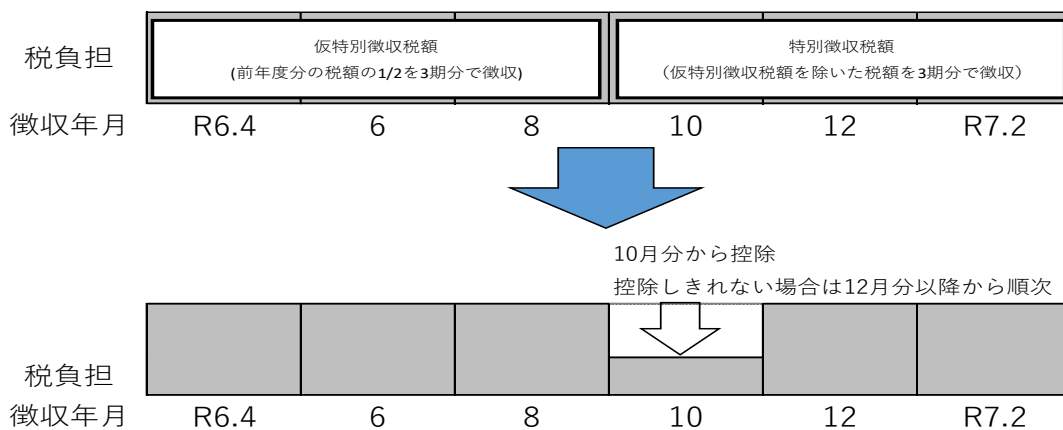 税負担
仮特別徴収税額
(前年度分の税額の1/2を3期分で徴収)
特別徴収税額
（仮特別徴収税額を除いた税額を3期分で徴収）
徴収年月 R6.4 6 8 10 12 R7.2
10月分から控除
控除しきれない場合は12月分以降から順次
税負担
徴収年月 R6.4 6 8 10 12 R7.2